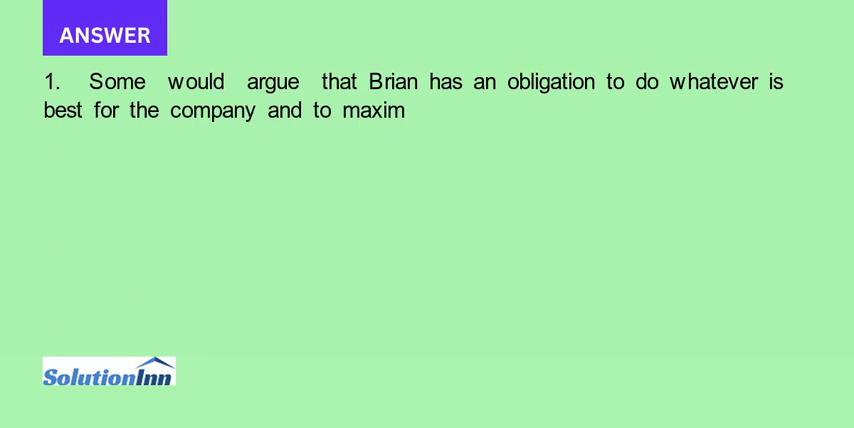 ANSWER
1. Some would argue that Brian has an obligation to do whatever is
best for the company and to maxim
SolutionInn